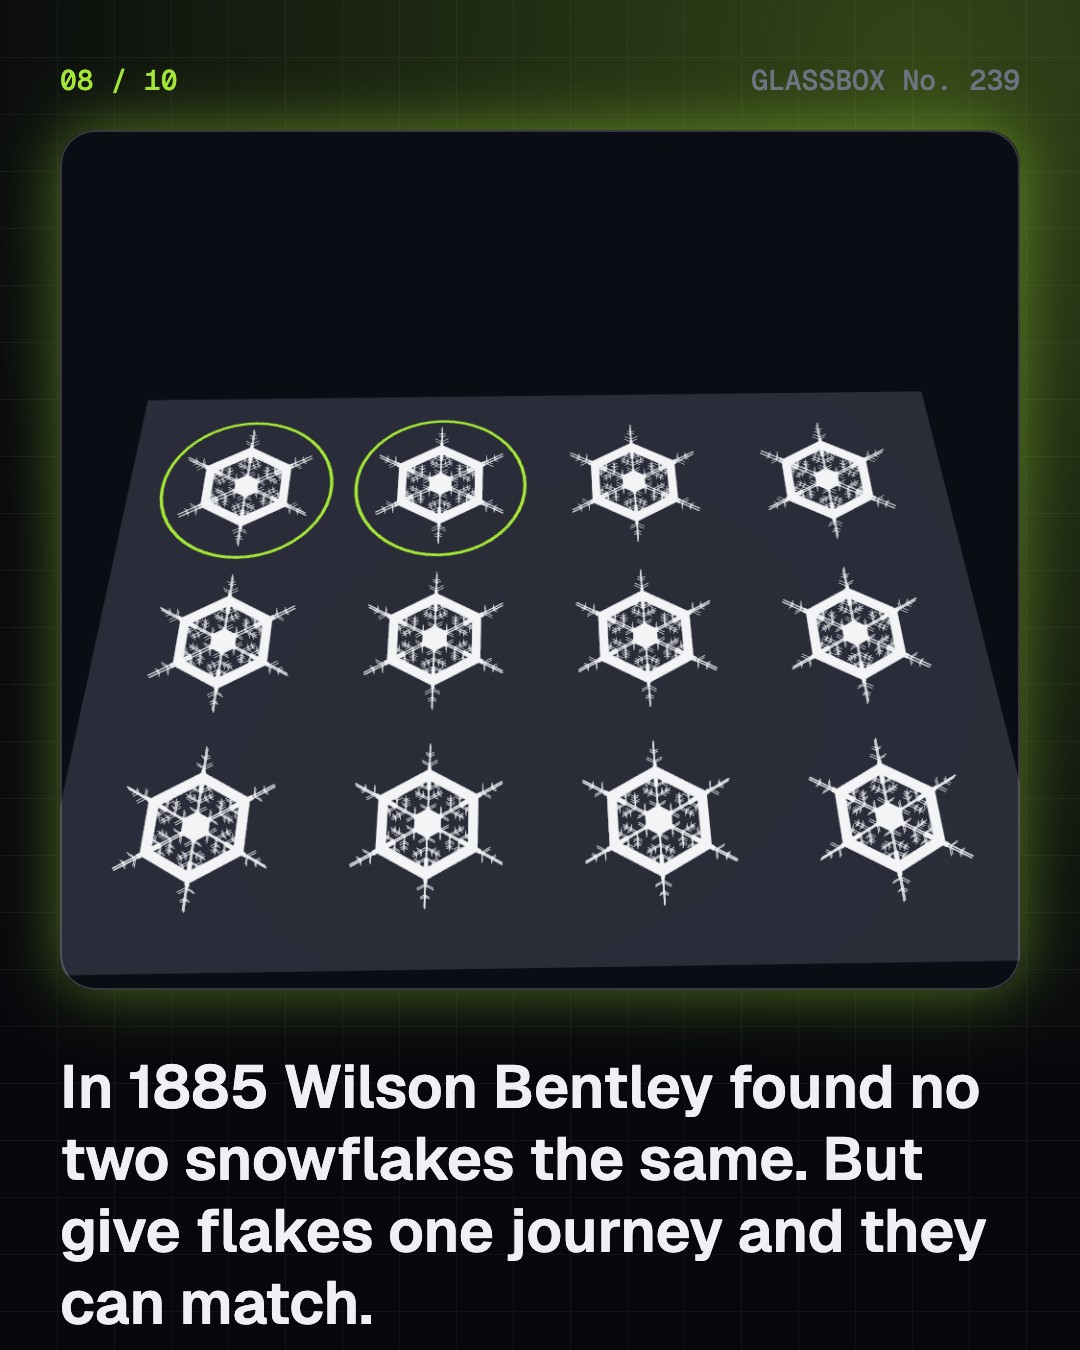 08 / 10
GLASSBOX No. 239
In 1885 Wilson Bentley found no
two snowflakes the same. But
give flakes one journey and they
can match.